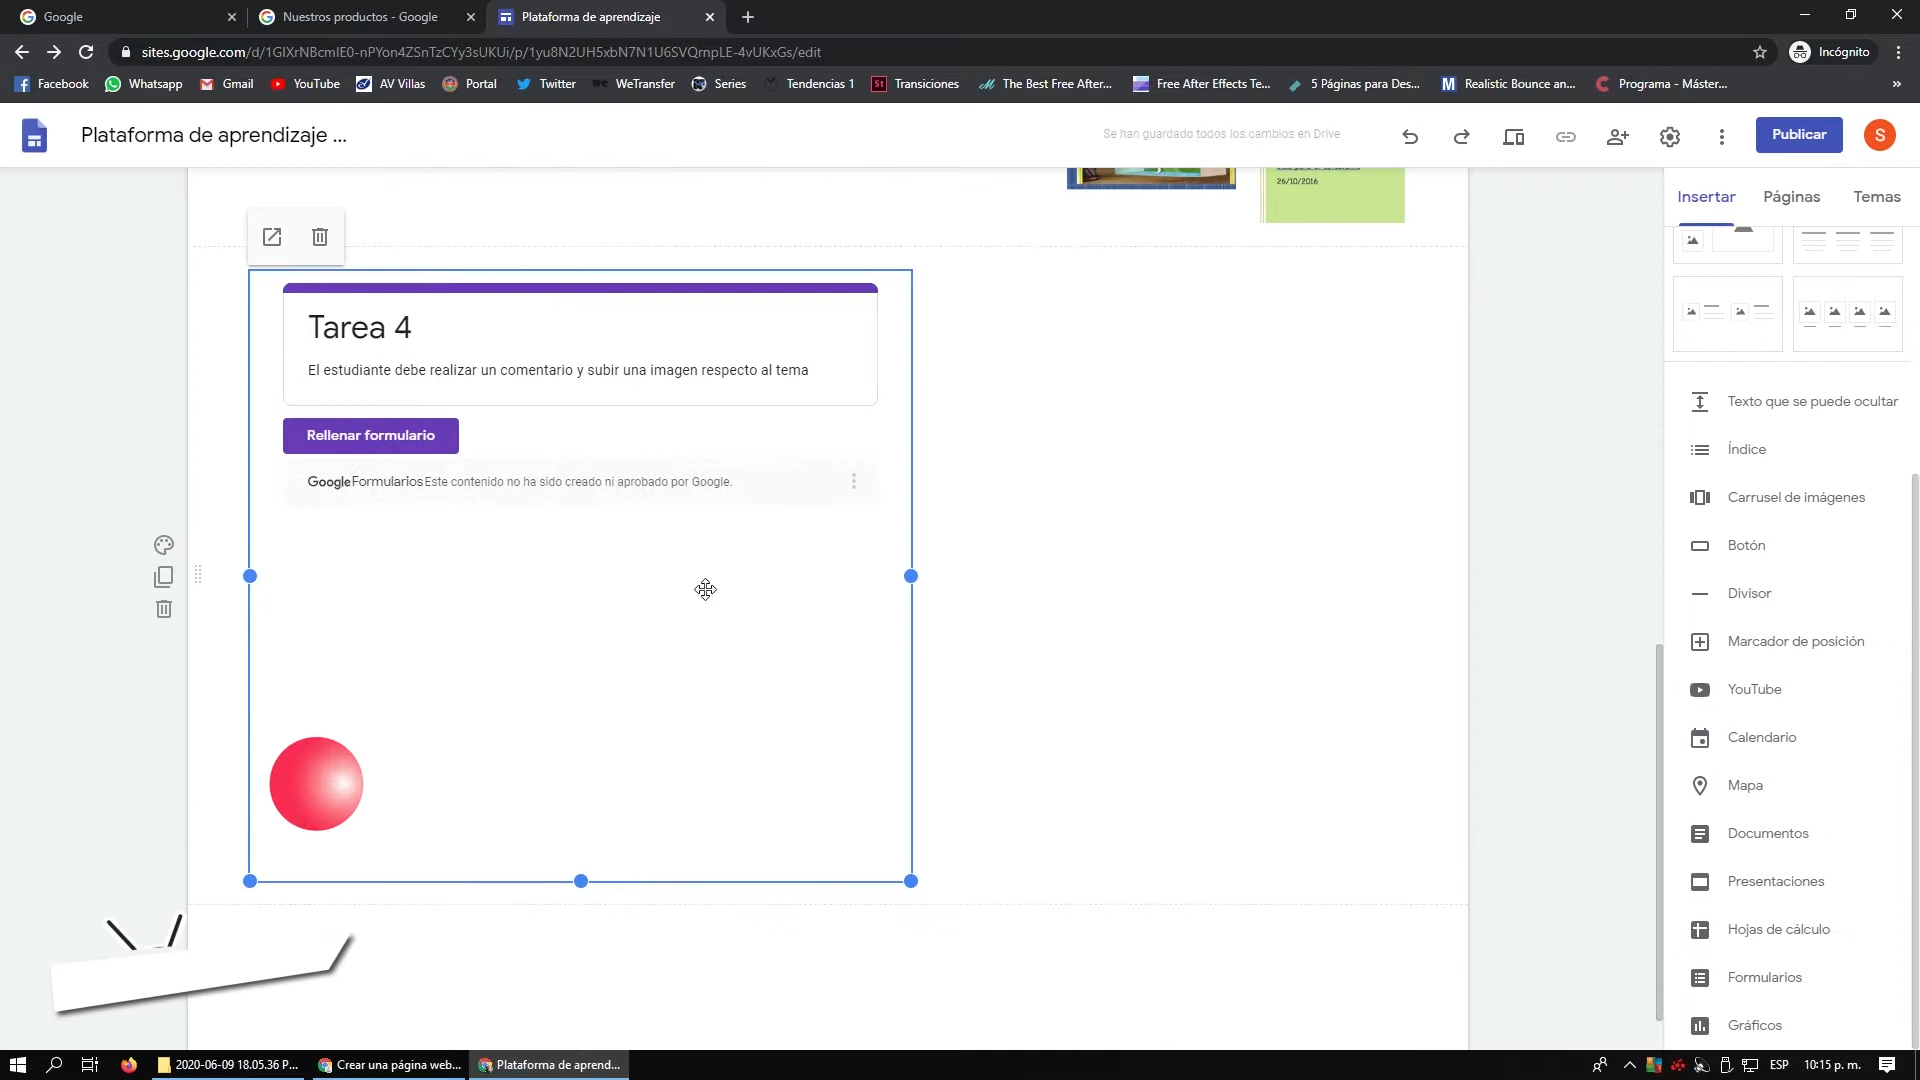 Google
Nuestros productos - Google
Plataforma de aprendizaje
sites.google.com/d/1GIXrNBcmIE0-nPYon4ZSnTzCYy3sUKUi/p/1yu8N2UH5xbN7N1U6SVQrnpLE-4vUKxGs/edit
Incógnito
Facebook
Whatsapp
Gmail
YouTube
AV Villas
Portal
Twitter
WeTransfer
Series
Tendencias 1
St
Transiciones
The Best Free After...
Free After Effects Te...
5 Páginas para Des...
M
Realistic Bounce an...
Programa - Máster...
»
Plataforma de aprendizaje ...
Se han guardado todos los cambios en Drive
Publicar
S
26/10/2016
Insertar
Páginas
Temas
Tarea 4
El estudiante debe realizar un comentario y subir una imagen respecto al tema
Rellenar formulario
Google Formularios Este contenido no ha sido creado ni aprobado por Google.
Texto que se puede ocultar
Índice
Carrusel de imágenes
Botón
Divisor
Marcador de posición
YouTube
Calendario
Mapa
Documentos
Presentaciones
Hojas de cálculo
Formularios
Gráficos
2020-06-09 18.05.36 P...
Crear una página web...
Plataforma de aprend...
ESP
10:15 p. m.